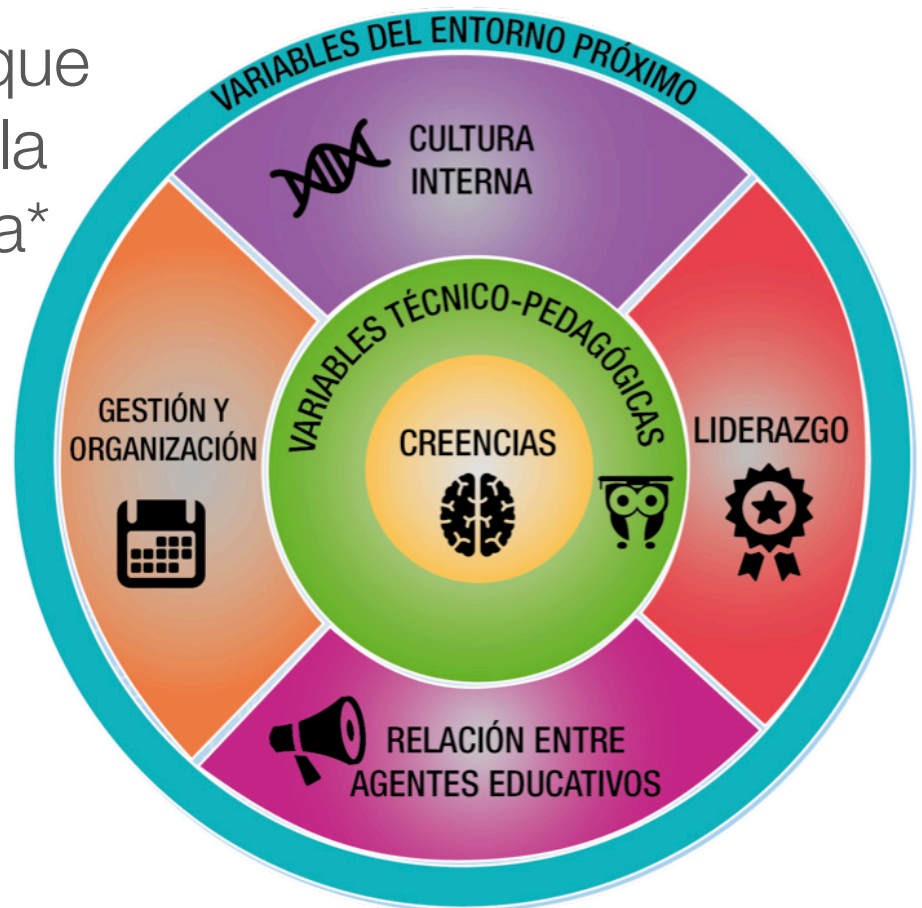 que
la
a*
VARIABLES DEL ENTORNO PRÓXIMO
CULTURA
INTERNA
VARIABLES TÉCNICO-PEDAGÓGICAS
GESTIÓN Y
ORGANIZACIÓN
CREENCIAS
LIDERAZGO
RELACIÓN ENTRE
AGENTES EDUCATIVOS